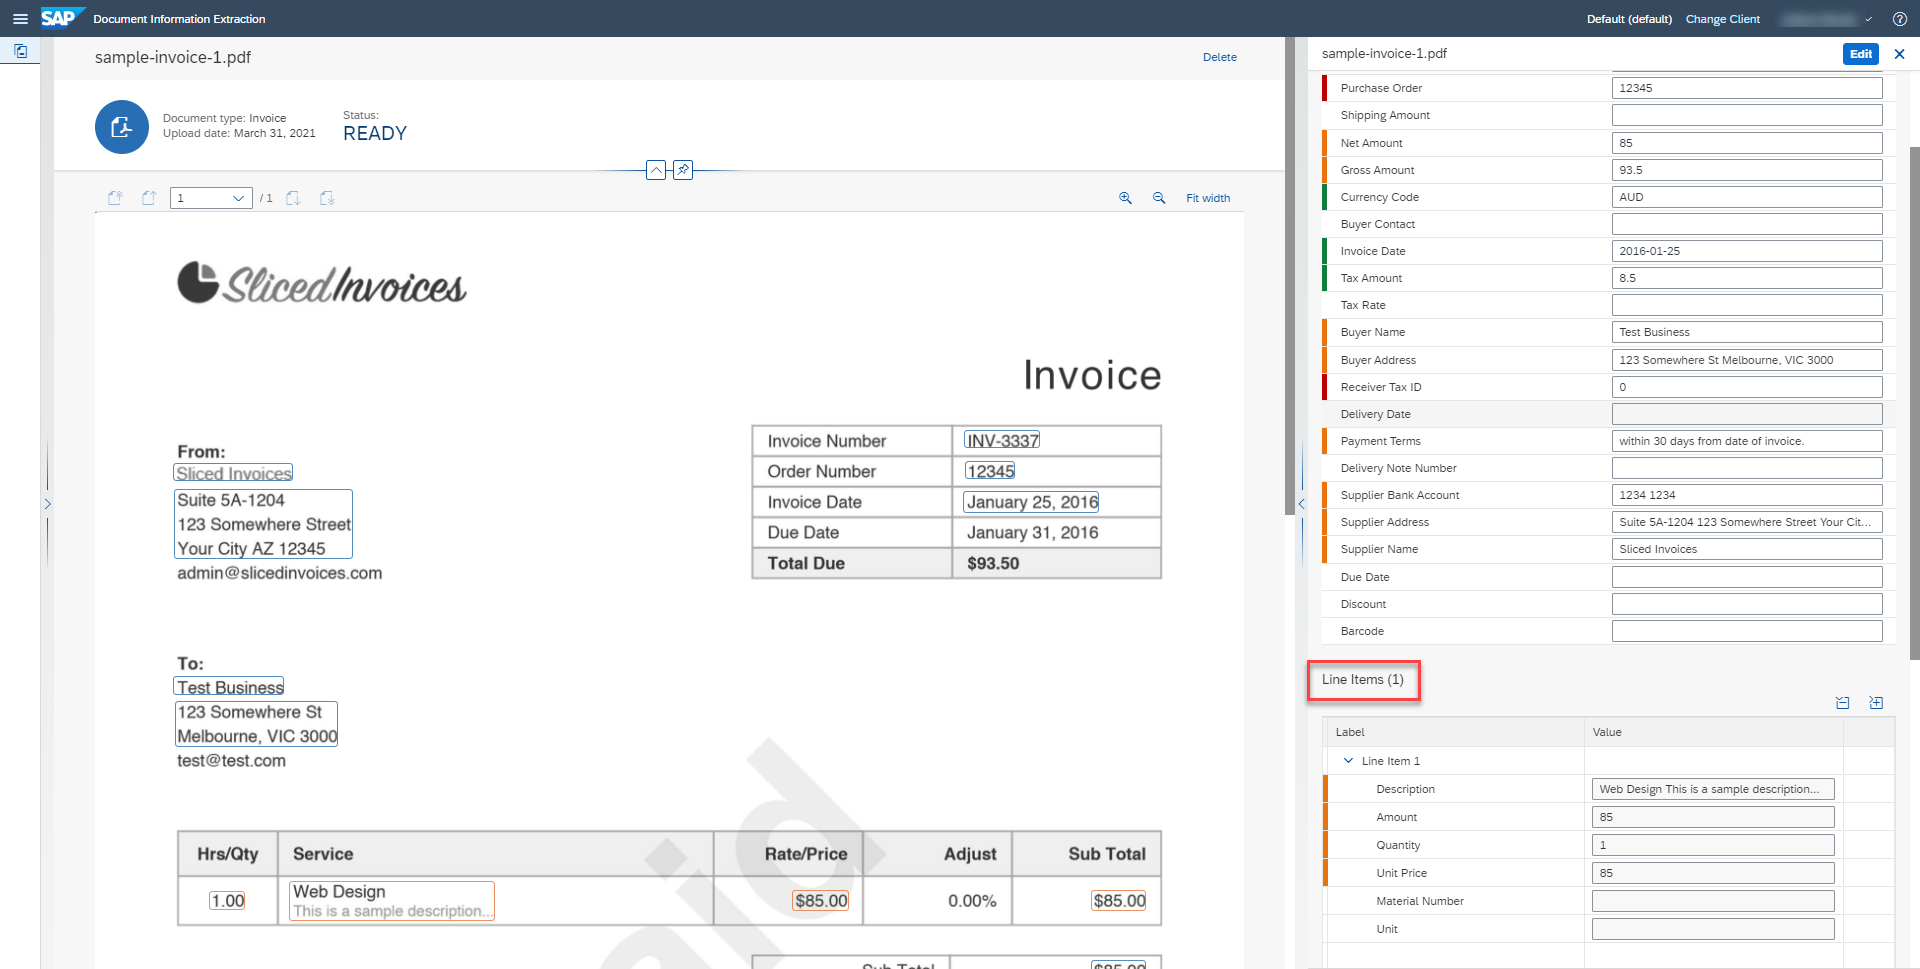 SAP Document Information Extraction
Default (default) Change Client
sample-invoice-1.pdf
Delete
Document type: Invoice
Upload date: March 31, 2021
Status:
READY
1 / 1
Fit width
Sliced Invoices
Invoice
From:
Sliced Invoices
Suite 5A-1204
123 Somewhere Street
Your City AZ 12345
admin@slicedinvoices.com
Invoice Number INV-3337
Order Number 12345
Invoice Date January 25, 2016
Due Date January 31, 2016
Total Due $93.50
To:
Test Business
123 Somewhere St
Melbourne, VIC 3000
test@test.com
Hrs/Qty Service Rate/Price Adjust Sub Total
1.00 Web Design $85.00 0.00% $85.00
This is a sample description...
Sub Total $85.00
sample-invoice-1.pdf
Edit
Purchase Order 12345
Shipping Amount
Net Amount 85
Gross Amount 93.5
Currency Code AUD
Buyer Contact
Invoice Date 2016-01-25
Tax Amount 8.5
Tax Rate
Buyer Name Test Business
Buyer Address 123 Somewhere St Melbourne, VIC 3000
Receiver Tax ID 0
Delivery Date
Payment Terms within 30 days from date of invoice.
Delivery Note Number
Supplier Bank Account 1234 1234
Supplier Address Suite 5A-1204 123 Somewhere Street Your Cit...
Supplier Name Sliced Invoices
Due Date
Discount
Barcode
Line Items (1)
Label Value
Line Item 1
Description Web Design This is a sample description...
Amount 85
Quantity 1
Unit Price 85
Material Number
Unit